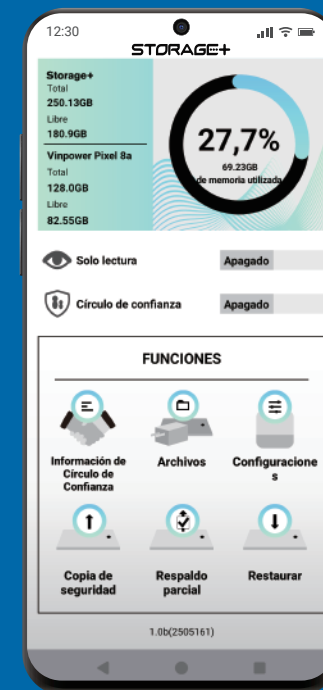 12:30
STORAGE+
Storage+
Total
250.13GB
Libre
180.9GB
Vinpower Pixel 8a
Total
128.0GB
Libre
82.55GB
27,7%
69.23GB
de memoria utilizada
Solo lectura
Apagado
Círculo de confianza
Apagado
FUNCIONES
Información de
Círculo de
Confianza
Archivos
Configuracione
s
Copia de
seguridad
Respaldo
parcial
Restaurar
1.0b(2505161)